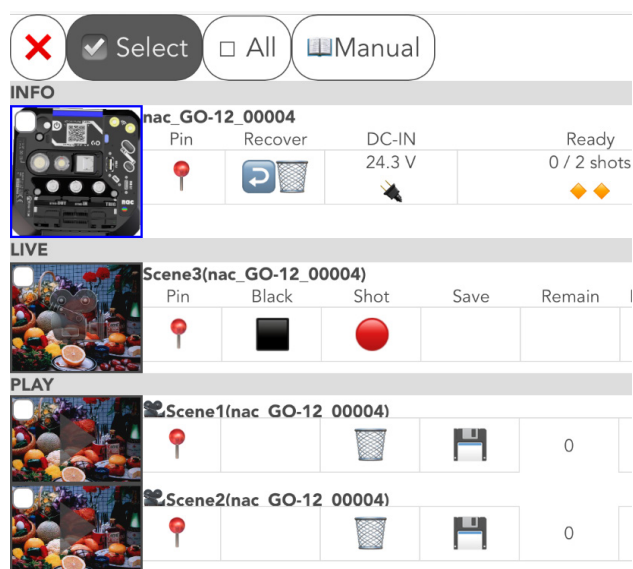 Select
All
Manual
INFO
nac_GO-12_00004
Pin Recover DC-IN Ready
24.3 V 0 / 2 shots
LIVE
Scene3(nac_GO-12_00004)
Pin Black Shot Save Remain
PLAY
Scene1(nac_GO-12_00004)
0
Scene2(nac_GO-12_00004)
0